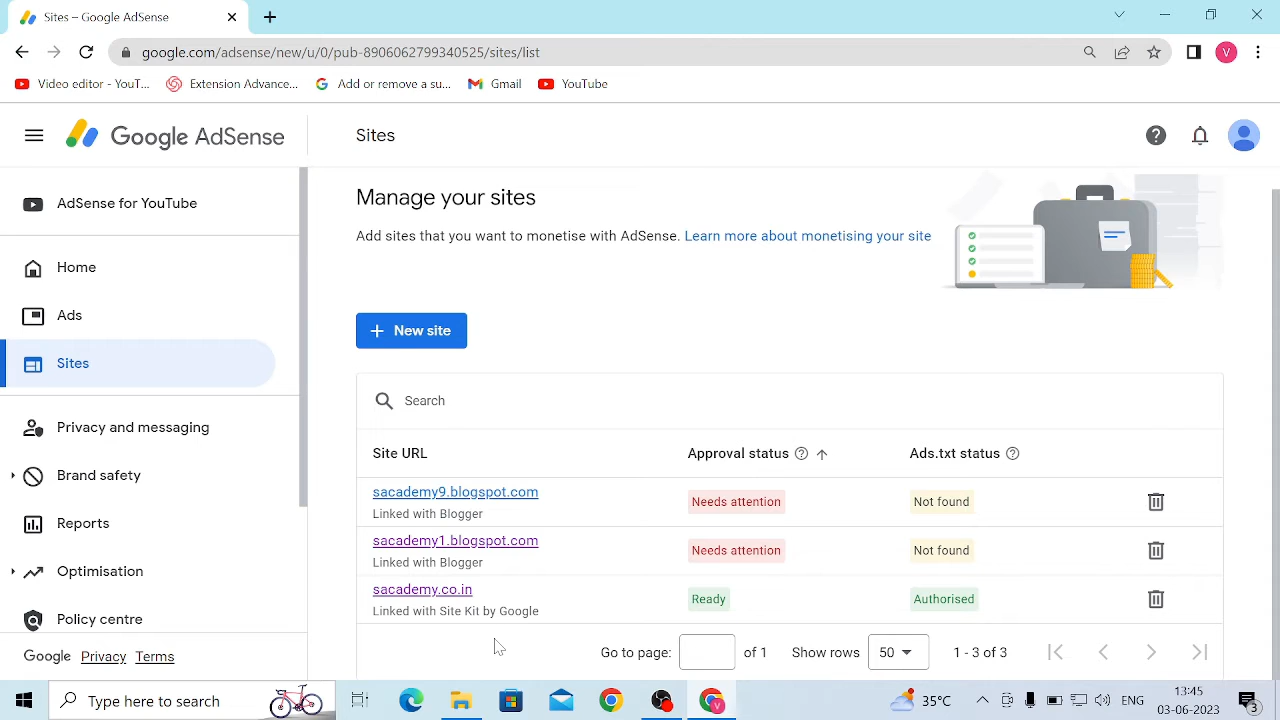 Sites – Google AdSense
google.com/adsense/new/u/0/pub-8906062799340525/sites/list
V
Video editor - YouT...
Extension Advance...
Add or remove a su...
Gmail
YouTube
Google AdSense
Sites
AdSense for YouTube
Home
Ads
Sites
Privacy and messaging
Brand safety
Reports
Optimisation
Policy centre
Google Privacy Terms
Manage your sites
Add sites that you want to monetise with AdSense. Learn more about monetising your site
+ New site
Search
Site URL Approval status Ads.txt status
sacademy9.blogspot.com Needs attention Not found
Linked with Blogger
sacademy1.blogspot.com Needs attention Not found
Linked with Blogger
sacademy.co.in Ready Authorised
Linked with Site Kit by Google
Go to page: of 1 Show rows 50 1 - 3 of 3
Type here to search
V
35°C
ENG
13:45
03-06-2023
3